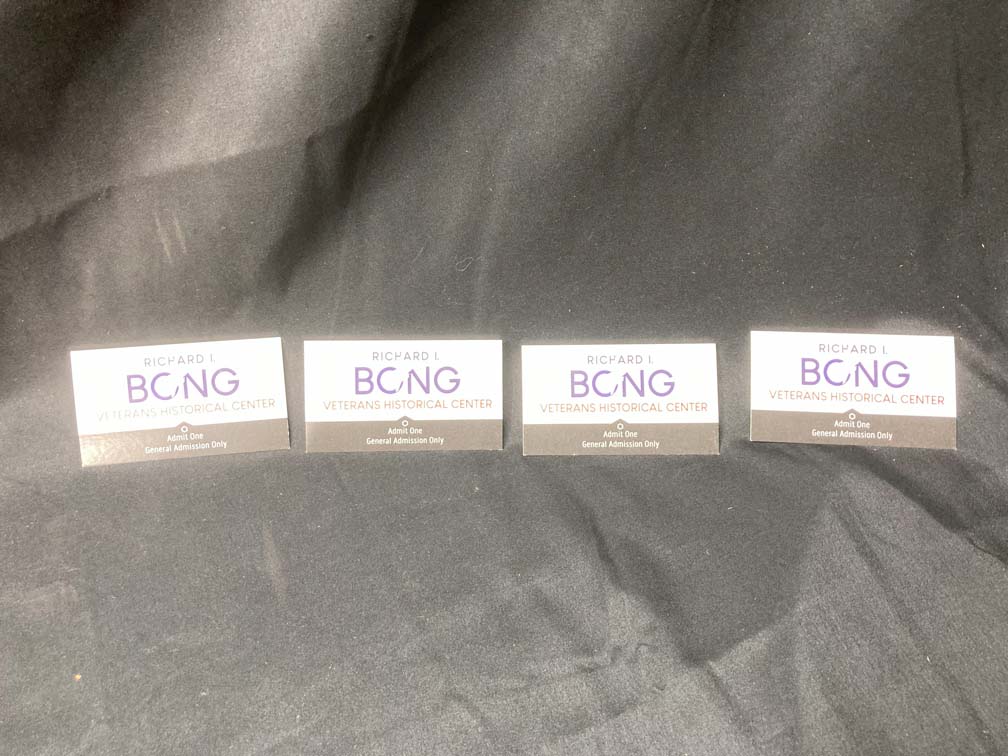 RICHARD I.
BONG
VETERANS HISTORICAL CENTER
Admit One
General Admission Only
RICHARD I.
BONG
VETERANS HISTORICAL CENTER
Admit One
General Admission Only
RICHARD I.
BONG
VETERANS HISTORICAL CENTER
Admit One
General Admission Only
RICHARD I.
BONG
VETERANS HISTORICAL CENTER
Admit One
General Admission Only